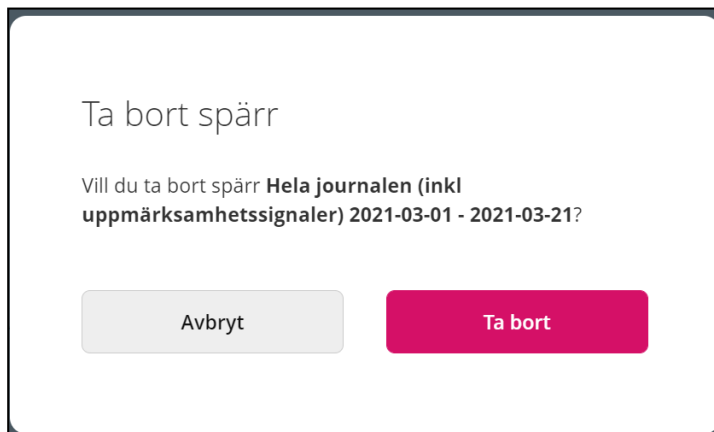 Ta bort spärr
Vill du ta bort spärr Hela journalen (inkl
uppmärksamhetssignaler) 2021-03-01 - 2021-03-21?
Avbryt
Ta bort